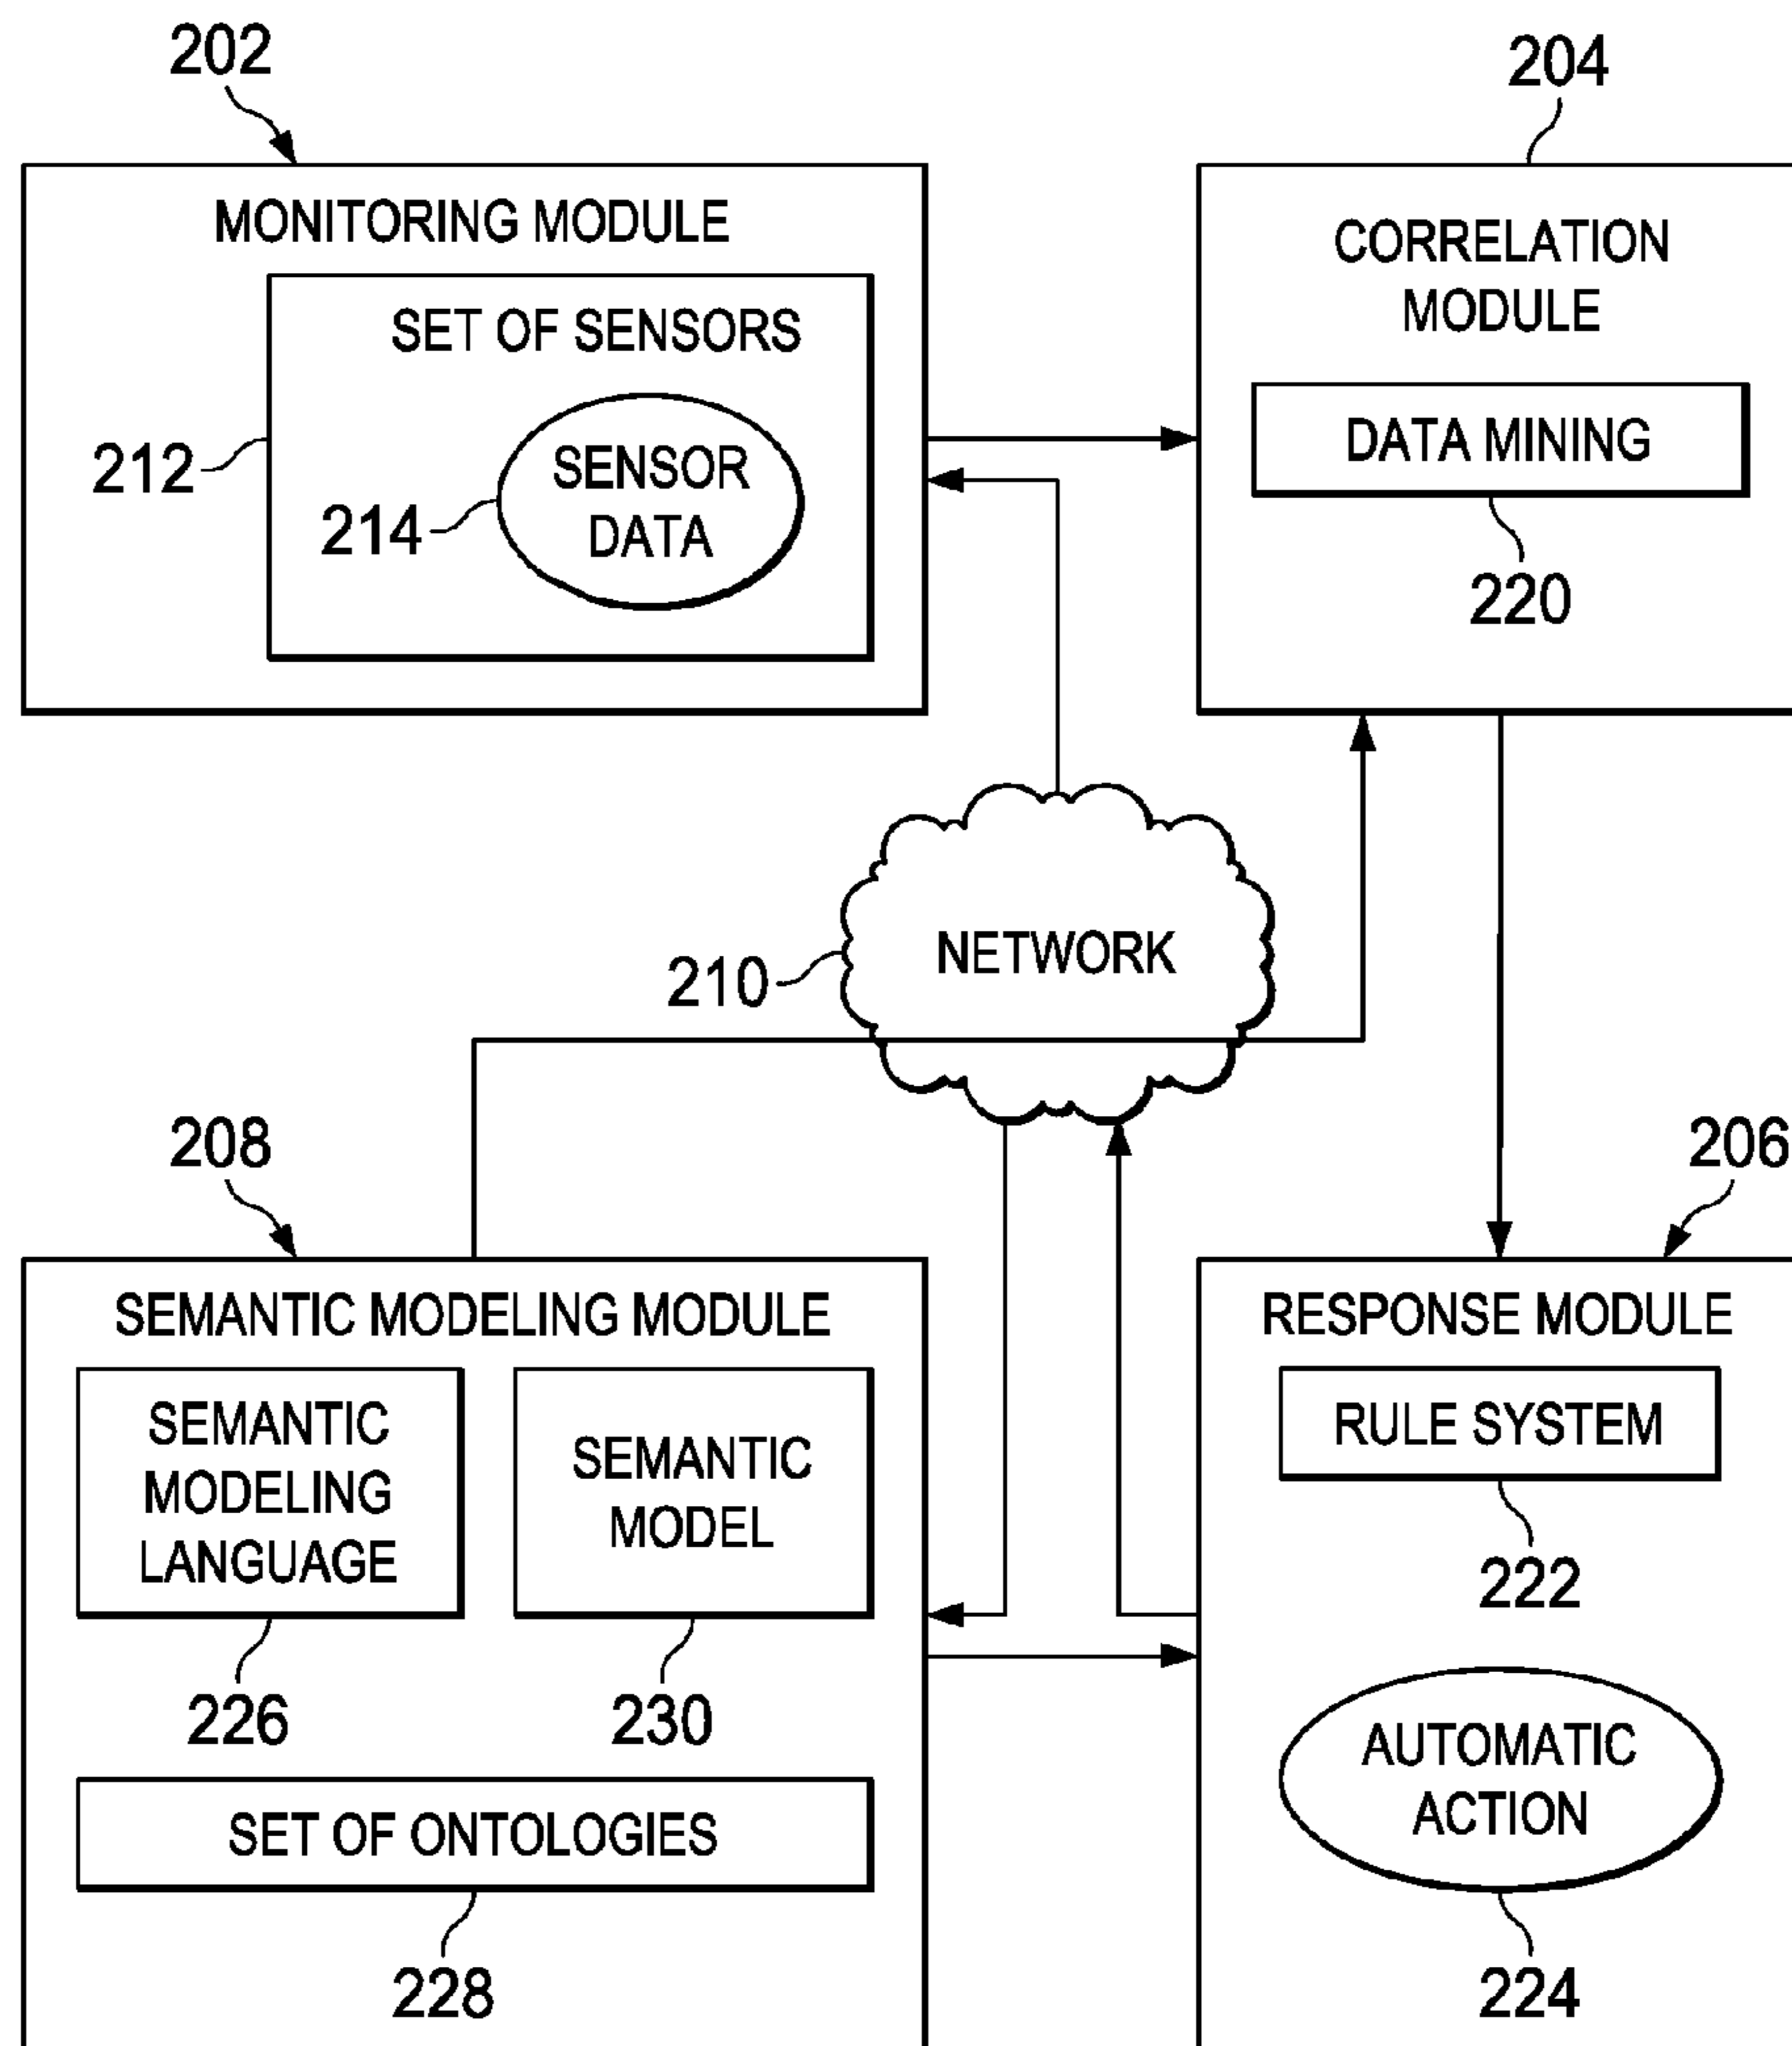 202
204
MONITORING MODULE
SET OF SENSORS
SENSOR
DATA
212
214
CORRELATION
MODULE
DATA MINING
220
NETWORK
210
208
206
SEMANTIC MODELING MODULE
SEMANTIC
MODELING
LANGUAGE
SEMANTIC
MODEL
226
230
SET OF ONTOLOGIES
228
RESPONSE MODULE
RULE SYSTEM
222
AUTOMATIC
ACTION
224